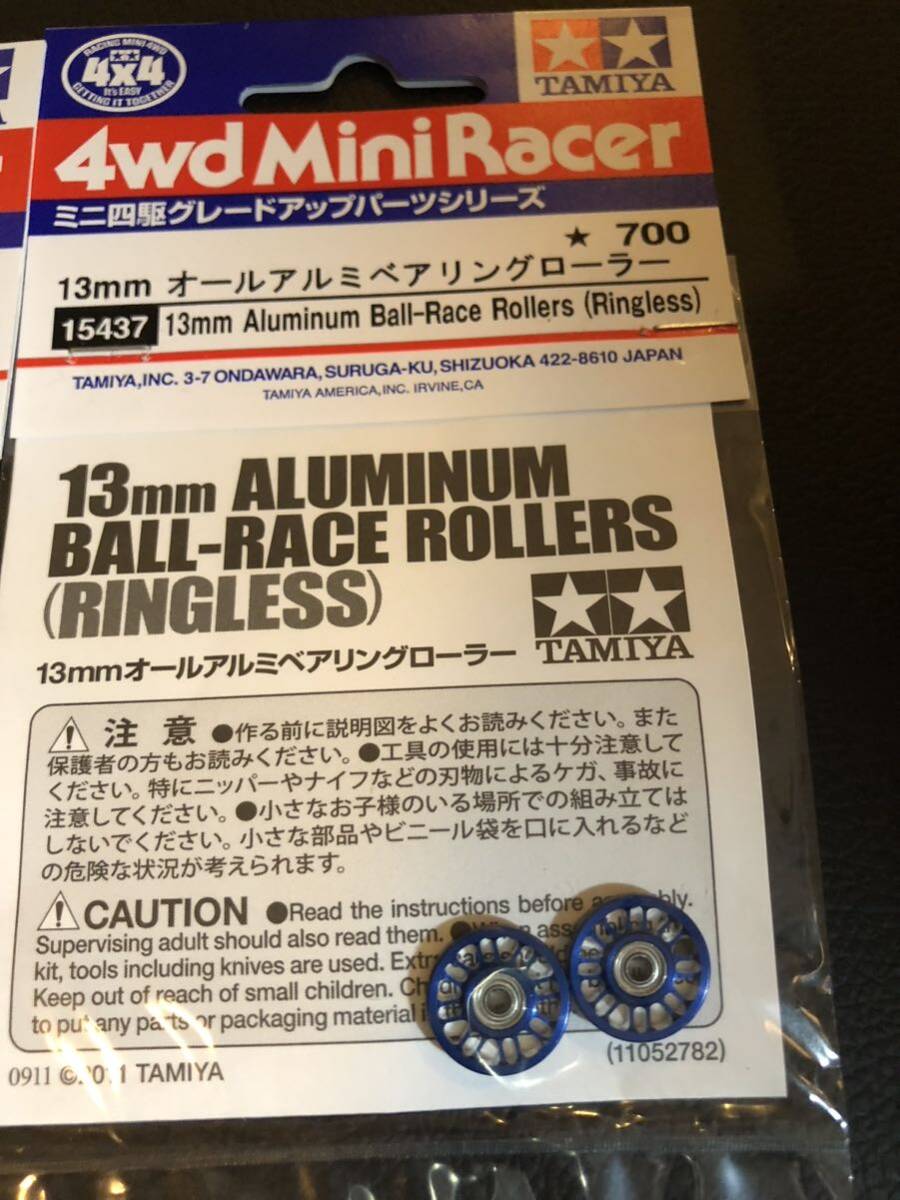 RACING MINI 4WD
4x4
It's EASY
GETTING IT TOGETHER
TAMIYA
4wd Mini Racer
ミニ四駆グレードアップパーツシリーズ
★ 700
13mm オールアルミベアリングローラー
15437 13mm Aluminum Ball-Race Rollers (Ringless)
TAMIYA,INC. 3-7 ONDAWARA, SURUGA-KU, SHIZUOKA 422-8610 JAPAN
TAMIYA AMERICA,INC. IRVINE,CA
13mm ALUMINUM
BALL-RACE ROLLERS
(RINGLESS)
TAMIYA
13mmオールアルミベアリングローラー
注意 ●作る前に説明図をよくお読みください。また
保護者の方もお読みください。●工具の使用には十分注意して
ください。特にニッパーやナイフなどの刃物によるケガ、事故に
注意してください。●小さなお子様のいる場所での組み立ては
しないでください。小さな部品やビニール袋を口に入れるなど
の危険な状況が考えられます。
CAUTION ●Read the instructions before
Supervising adult should also read them.
kit, tools including knives are used.
Keep out of reach of small children.
to put any parts or packaging material
(11052782)
0911 ©2011 TAMIYA